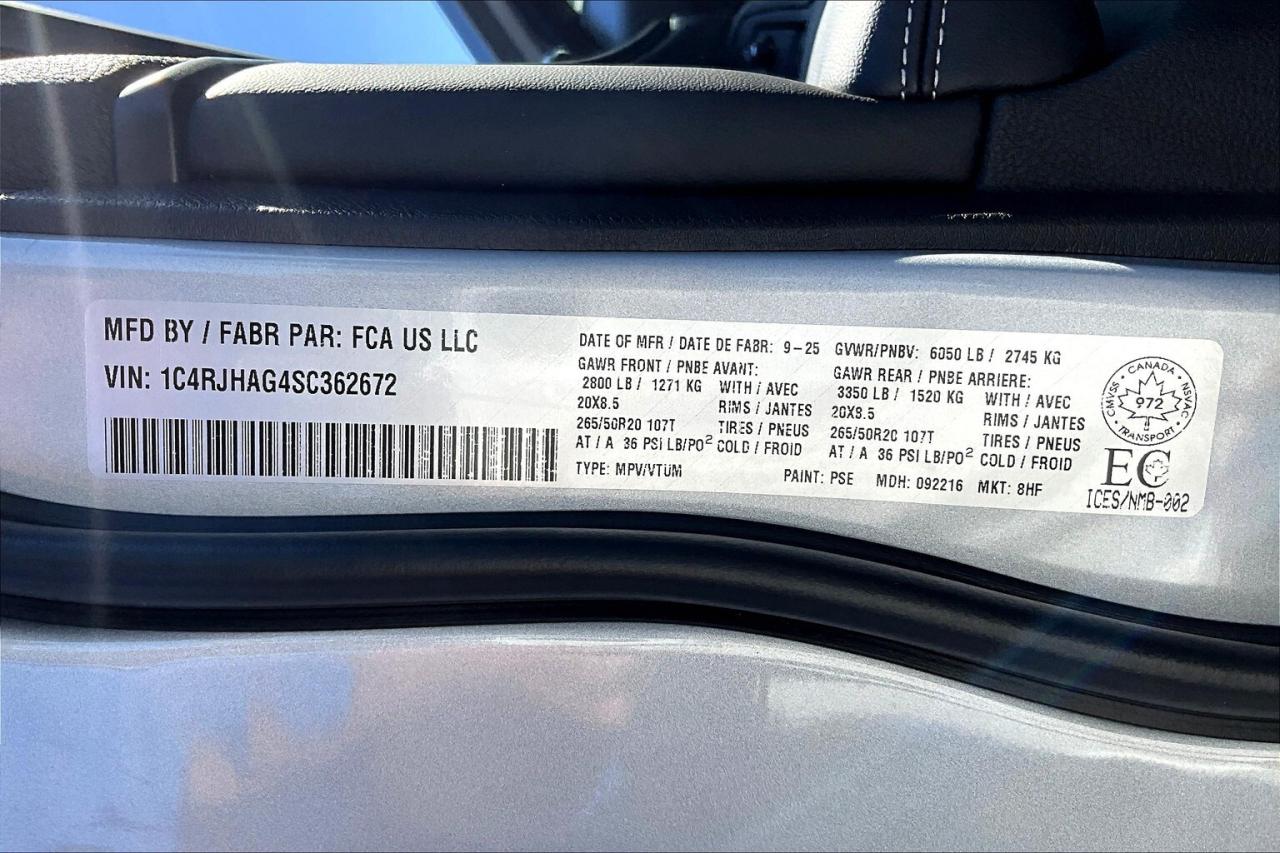 MFD BY / FABR PAR: FCA US LLC
VIN: 1C4RJHAG4SC362672
DATE OF MFR / DATE DE FABR: 9-25 GVWR/PNBV: 6050 LB / 2745 KG
GAWR FRONT / PNBE AVANT: GAWR REAR / PNBE ARRIERE:
2800 LB / 1271 KG WITH / AVEC 3350 LB / 1520 KG WITH / AVEC
20X8.5 RIMS / JANTES 20X8.5 RIMS / JANTES
265/50R20 107T TIRES / PNEUS 265/50R20 107T TIRES / PNEUS
AT / A 36 PSI LB/PO² COLD / FROID AT / A 36 PSI LB/PO² COLD / FROID
TYPE: MPV/VTUM PAINT: PSE MDH: 092216 MKT: 8HF
CANADA
CMVSS 972 NSVAC
TRANSPORT
EC
ICES/NMB-002